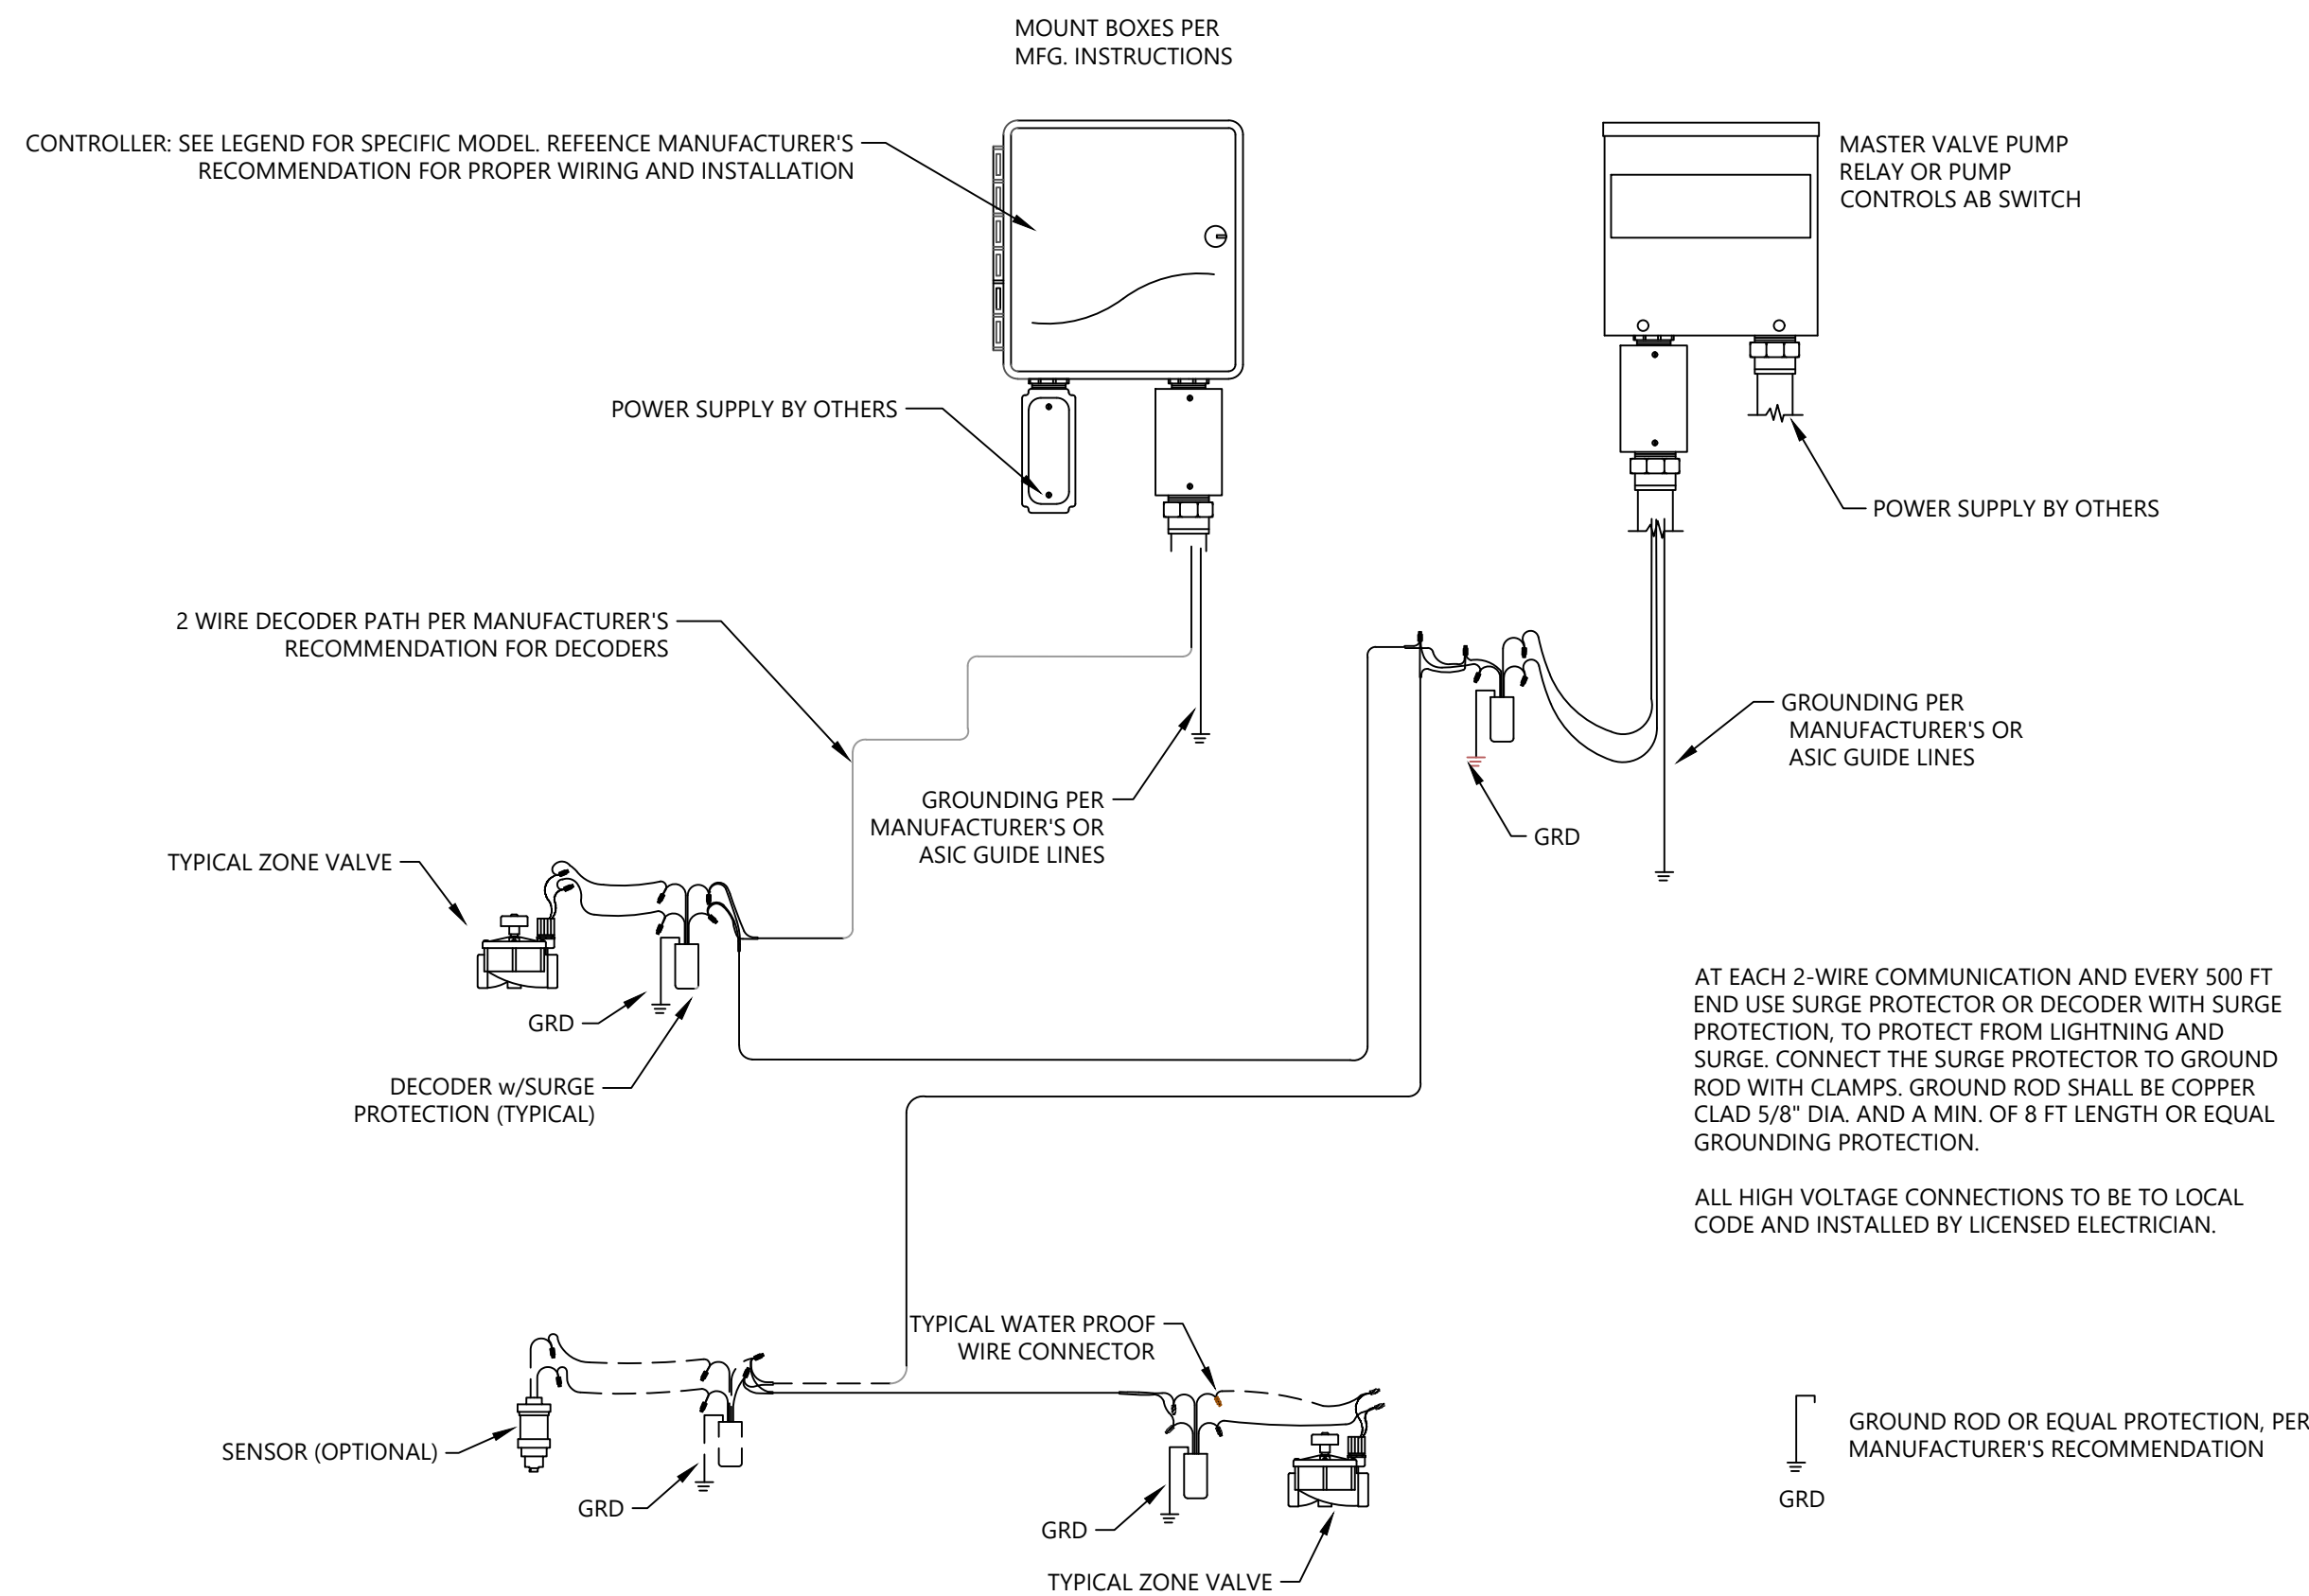 MOUNT BOXES PER
MFG. INSTRUCTIONS
CONTROLLER: SEE LEGEND FOR SPECIFIC MODEL. REFEENCE MANUFACTURER'S
RECOMMENDATION FOR PROPER WIRING AND INSTALLATION
MASTER VALVE PUMP
RELAY OR PUMP
CONTROLS AB SWITCH
POWER SUPPLY BY OTHERS
POWER SUPPLY BY OTHERS
2 WIRE DECODER PATH PER MANUFACTURER'S
RECOMMENDATION FOR DECODERS
GROUNDING PER
MANUFACTURER'S OR
ASIC GUIDE LINES
GROUNDING PER
MANUFACTURER'S OR
ASIC GUIDE LINES
GRD
TYPICAL ZONE VALVE
GRD
DECODER w/SURGE
PROTECTION (TYPICAL)
AT EACH 2-WIRE COMMUNICATION AND EVERY 500 FT
END USE SURGE PROTECTOR OR DECODER WITH SURGE
PROTECTION, TO PROTECT FROM LIGHTNING AND
SURGE. CONNECT THE SURGE PROTECTOR TO GROUND
ROD WITH CLAMPS. GROUND ROD SHALL BE COPPER
CLAD 5/8" DIA. AND A MIN. OF 8 FT LENGTH OR EQUAL
GROUNDING PROTECTION.
ALL HIGH VOLTAGE CONNECTIONS TO BE TO LOCAL
CODE AND INSTALLED BY LICENSED ELECTRICIAN.
TYPICAL WATER PROOF
WIRE CONNECTOR
SENSOR (OPTIONAL)
GRD
GRD
TYPICAL ZONE VALVE
GROUND ROD OR EQUAL PROTECTION, PER
MANUFACTURER'S RECOMMENDATION
GRD